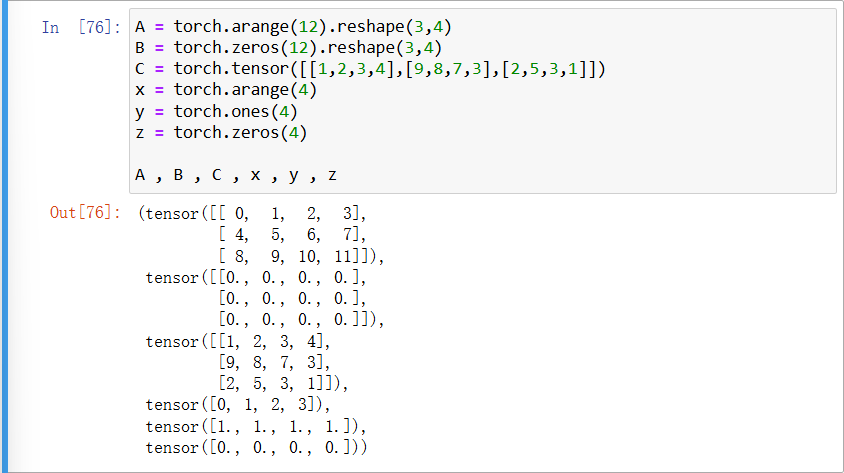 In [76]: A = torch.arange(12).reshape(3,4)
B = torch.zeros(12).reshape(3,4)
C = torch.tensor([[1,2,3,4],[9,8,7,3],[2,5,3,1]])
x = torch.arange(4)
y = torch.ones(4)
z = torch.zeros(4)
A , B , C , x , y , z
Out[76]: (tensor([[ 0,  1,  2,  3],
[ 4,  5,  6,  7],
[ 8,  9, 10, 11]]),
tensor([[0., 0., 0., 0.],
[0., 0., 0., 0.],
[0., 0., 0., 0.]]),
tensor([[1, 2, 3, 4],
[9, 8, 7, 3],
[2, 5, 3, 1]]),
tensor([0, 1, 2, 3]),
tensor([1., 1., 1., 1.]),
tensor([0., 0., 0., 0.]))